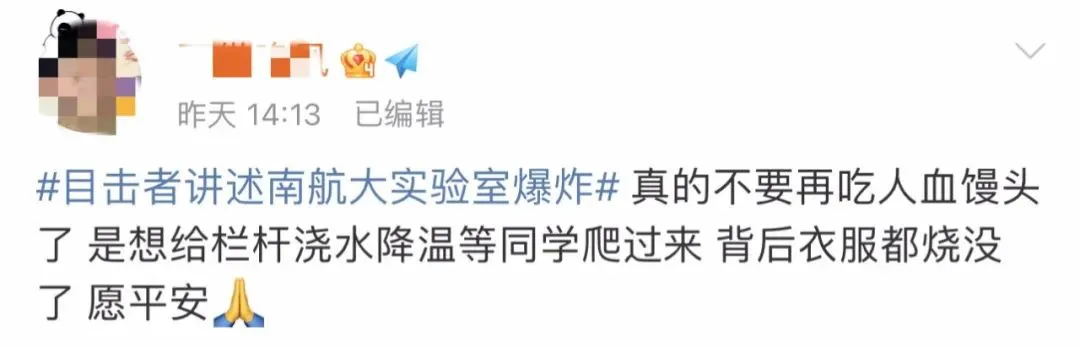 昨天 14:13 已编辑
#目击者讲述南航大实验室爆炸# 真的不要再吃人血馒头
了 是想给栏杆浇水降温等同学爬过来 背后衣服都烧没
了 愿平安🙏